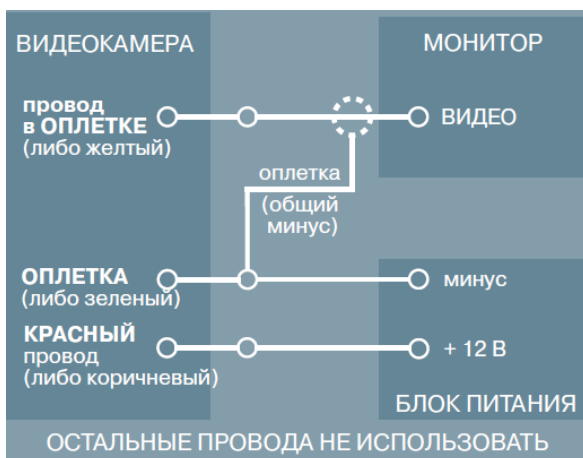 ВИДЕОКАМЕРА
МОНИТОР
провод
в ОПЛЕТКЕ
(либо желтый)
ВИДЕО
оплетка
(общий
минус)
ОПЛЕТКА
(либо зеленый)
минус
КРАСНЫЙ
провод
(либо коричневый)
+ 12 В
БЛОК ПИТАНИЯ
ОСТАЛЬНЫЕ ПРОВОДА НЕ ИСПОЛЬЗОВАТЬ